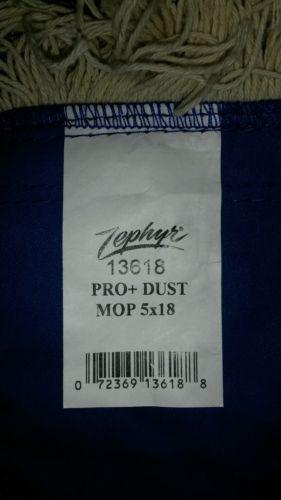 Zephyr
13618
PRO+ DUST
MOP 5x18
0 72369 13618 8